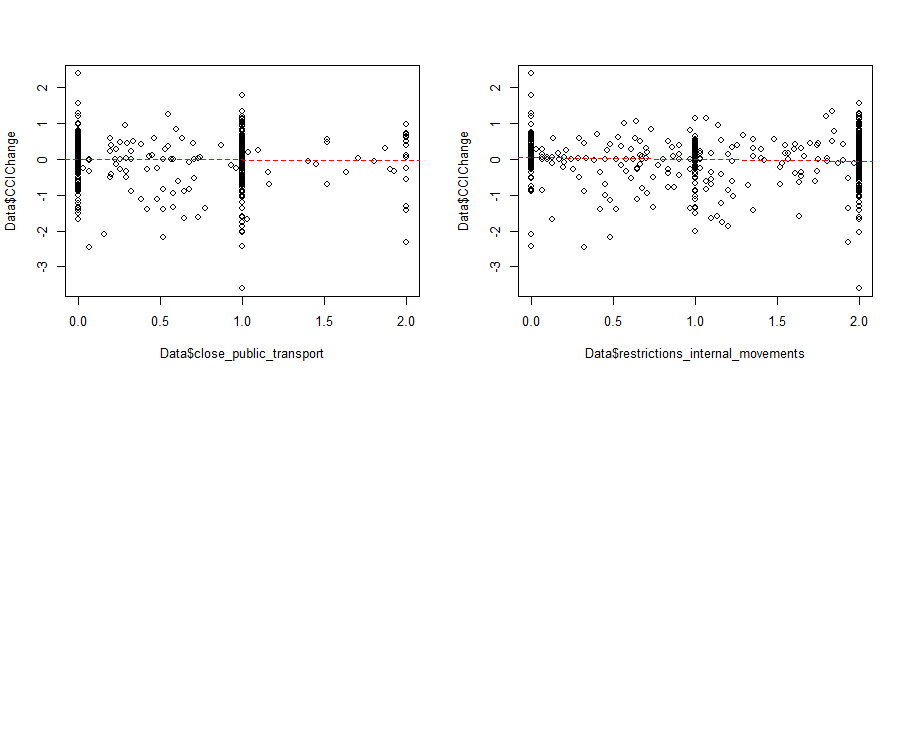 Data$CCIChange
2
1
0
-1
-2
-3
0.0 0.5 1.0 1.5 2.0
Data$close_public_transport
Data$CCIChange
2
1
0
-1
-2
-3
0.0 0.5 1.0 1.5 2.0
Data$restrictions_internal_movements